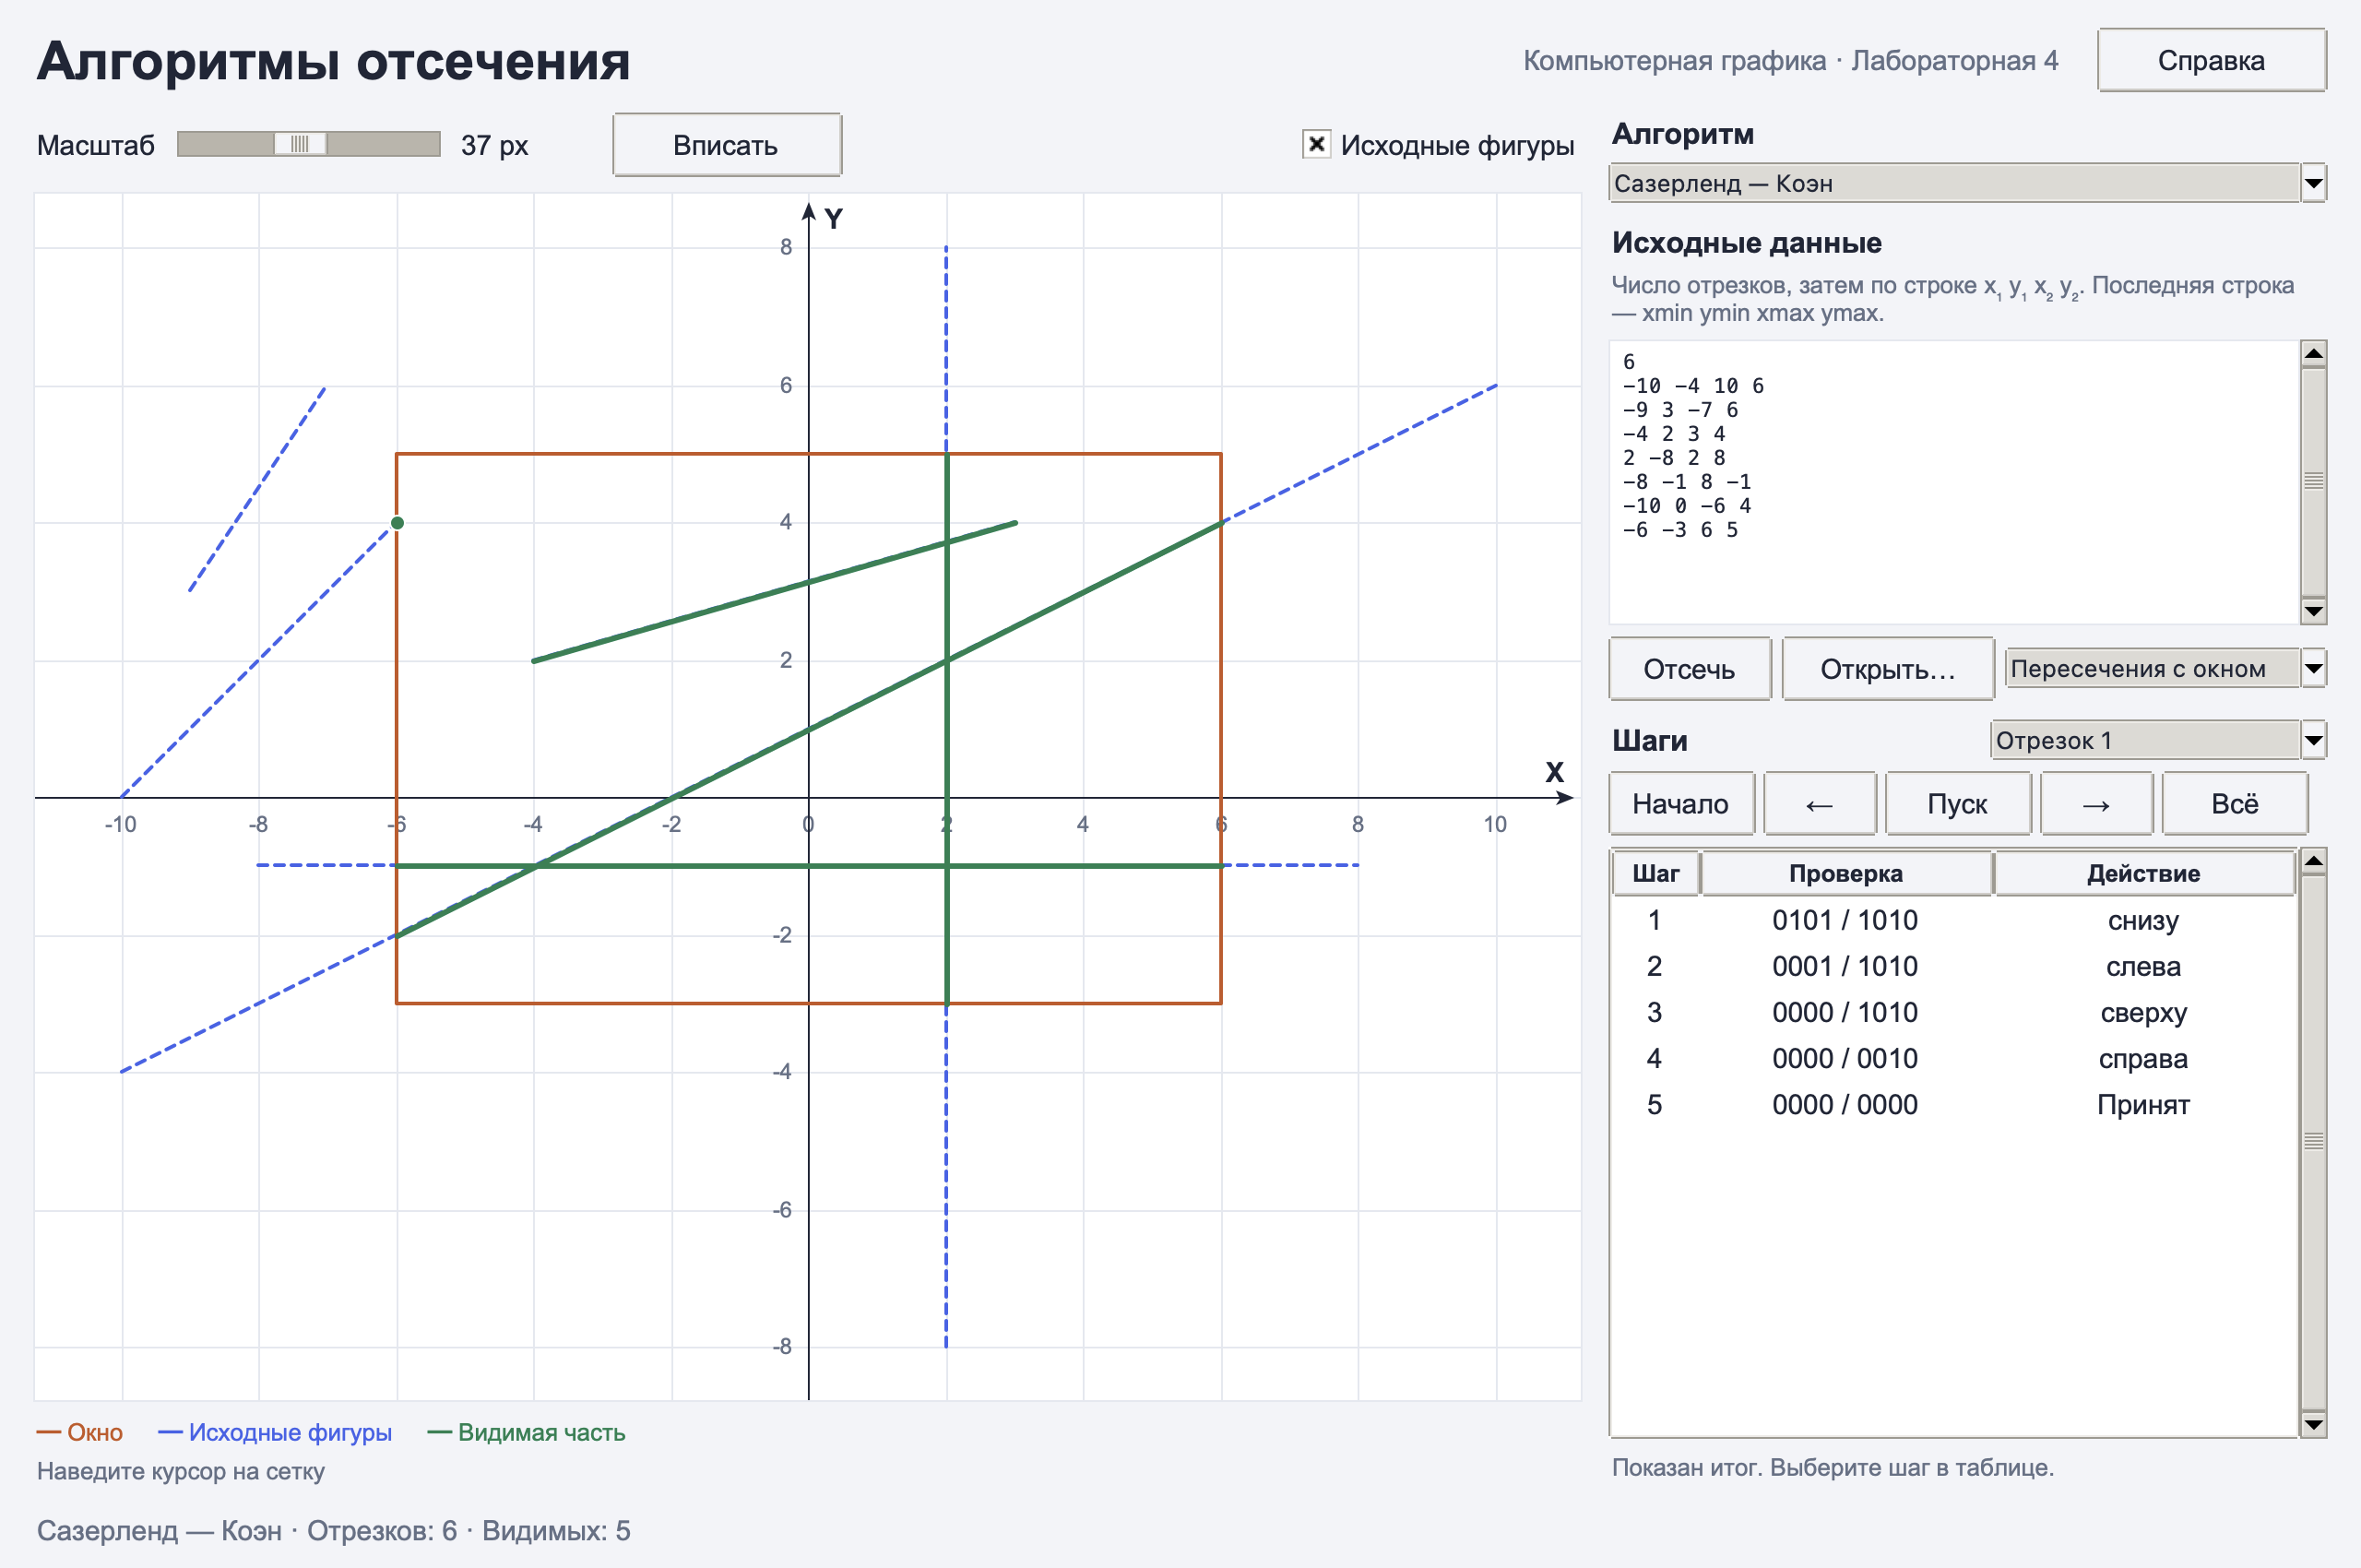 Алгоритмы отсечения
Компьютерная графика · Лабораторная 4
Справка
Масштаб
37 px
Вписать
Исходные фигуры
Y
8
6
4
2
X
-10 -8 -6 -4 -2 0 2 4 6 8 10
-2
-4
-6
-8
Окно
Исходные фигуры
Видимая часть
Наведите курсор на сетку
Сазерленд — Коэн · Отрезков: 6 · Видимых: 5
Алгоритм
Сазерленд — Коэн
Исходные данные
Число отрезков, затем по строке x₁ y₁ x₂ y₂. Последняя строка
— xmin ymin xmax ymax.
6
−10 −4 10 6
−9 3 −7 6
−4 2 3 4
2 −8 2 8
−8 −1 8 −1
−10 0 −6 4
−6 −3 6 5
Отсечь
Открыть…
Пересечения с окном
Шаги
Отрезок 1
Начало
←
Пуск
→
Всё
Шаг Проверка Действие
1 0101 / 1010 снизу
2 0001 / 1010 слева
3 0000 / 1010 сверху
4 0000 / 0010 справа
5 0000 / 0000 Принят
Показан итог. Выберите шаг в таблице.